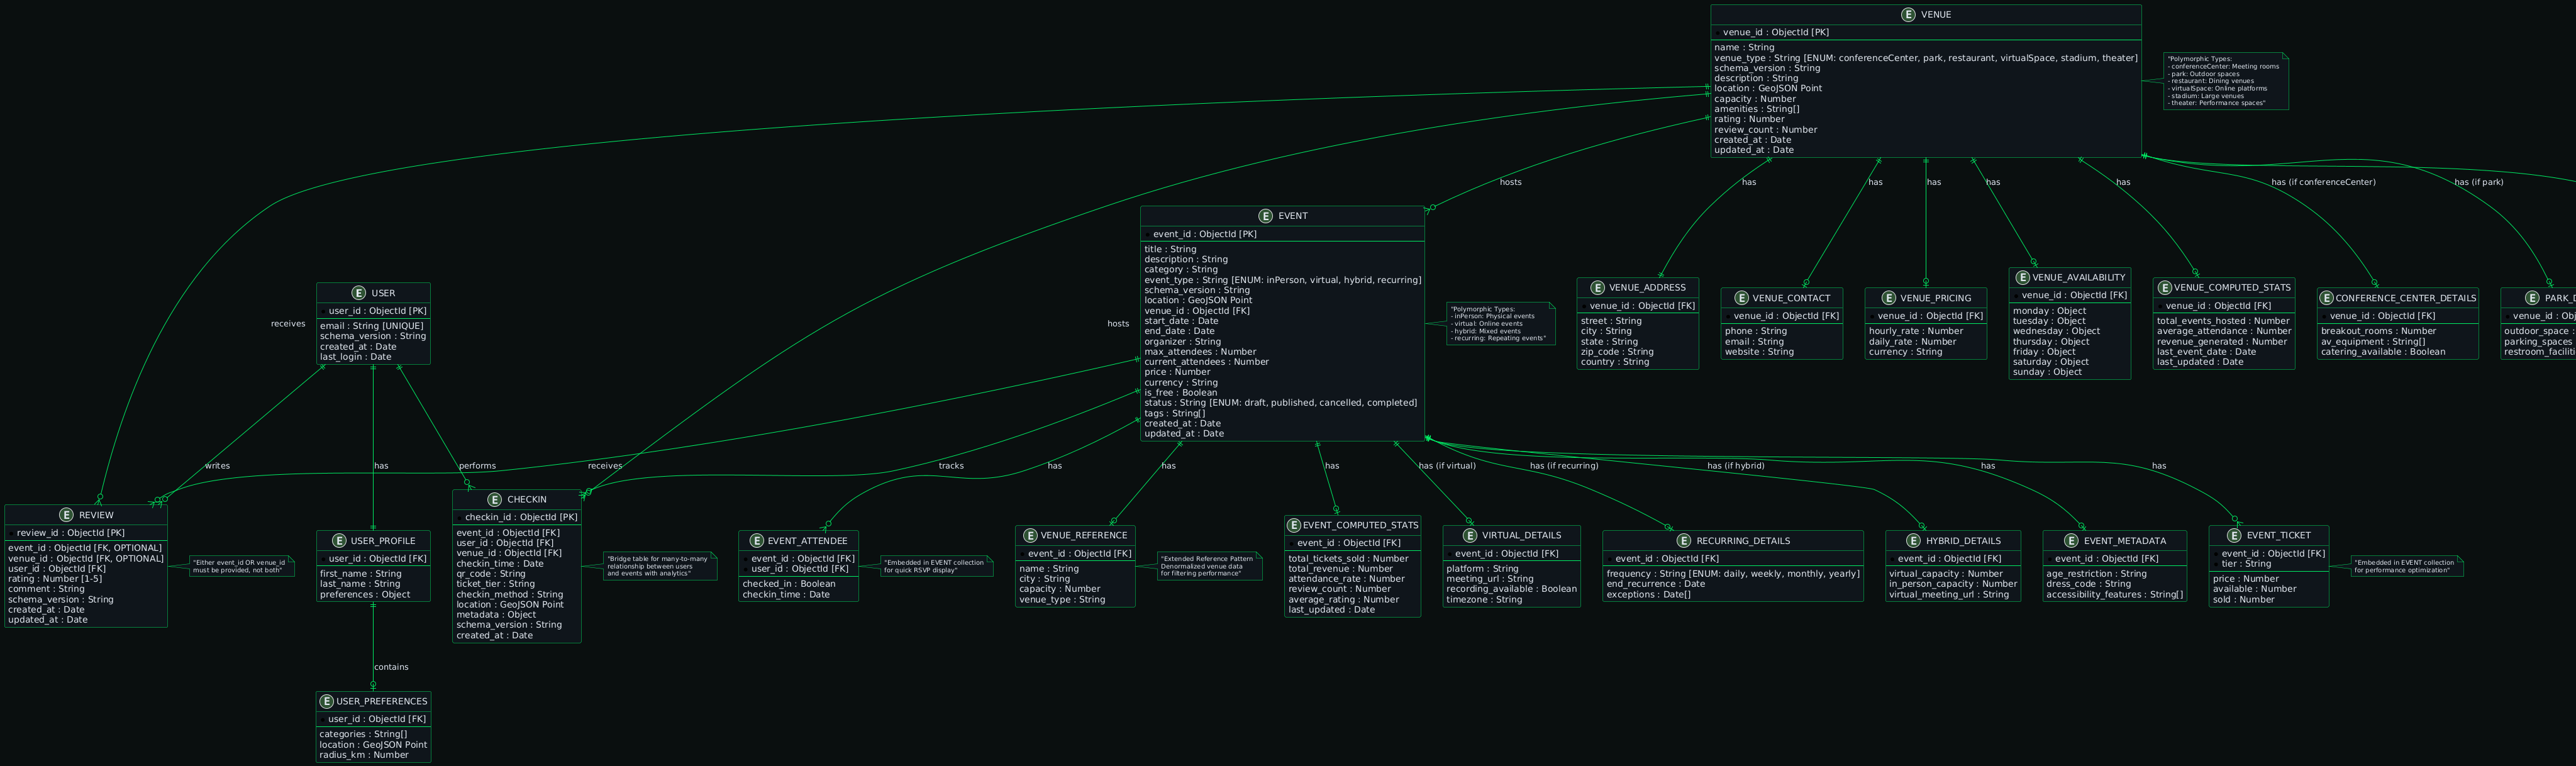 E VENUE
venue_id : ObjectId [PK]
name : String
venue_type : String [ENUM: conferenceCenter, park, restaurant, virtualSpace, stadium, theater]
schema_version : String
description : String
location : GeoJSON Point
capacity : Number
amenities : String[]
rating : Number
review_count : Number
created_at : Date
updated_at : Date
"Polymorphic Types:
- conferenceCenter: Meeting rooms
- park: Outdoor spaces
- restaurant: Dining venues
- virtualSpace: Online platforms
- stadium: Large venues
- theater: Performance spaces"
hosts
has
has
has
has
has
has (if conferenceCenter)
has (if park)
E EVENT
event_id : ObjectId [PK]
title : String
description : String
category : String
event_type : String [ENUM: inPerson, virtual, hybrid, recurring]
schema_version : String
location : GeoJSON Point
venue_id : ObjectId [FK]
start_date : Date
end_date : Date
organizer : String
max_attendees : Number
current_attendees : Number
price : Number
currency : String
is_free : Boolean
status : String [ENUM: draft, published, cancelled, completed]
tags : String[]
created_at : Date
updated_at : Date
"Polymorphic Types:
- inPerson: Physical events
- virtual: Online events
- hybrid: Mixed events
- recurring: Repeating events"
E VENUE_ADDRESS
venue_id : ObjectId [FK]
street : String
city : String
state : String
zip_code : String
country : String
E VENUE_CONTACT
venue_id : ObjectId [FK]
phone : String
email : String
website : String
E VENUE_PRICING
venue_id : ObjectId [FK]
hourly_rate : Number
daily_rate : Number
currency : String
E VENUE_AVAILABILITY
venue_id : ObjectId [FK]
monday : Object
tuesday : Object
wednesday : Object
thursday : Object
friday : Object
saturday : Object
sunday : Object
E VENUE_COMPUTED_STATS
venue_id : ObjectId [FK]
total_events_hosted : Number
average_attendance : Number
revenue_generated : Number
last_event_date : Date
last_updated : Date
E CONFERENCE_CENTER_DETAILS
venue_id : ObjectId [FK]
breakout_rooms : Number
av_equipment : String[]
catering_available : Boolean
E PARK_D
venue_id : Obj
outdoor_space :
parking_spaces
restroom_faciliti
E USER
user_id : ObjectId [PK]
email : String [UNIQUE]
schema_version : String
created_at : Date
last_login : Date
receives
hosts
writes
has
performs
receives
tracks
has
has
has
has (if virtual)
has (if recurring)
has (if hybrid)
has
has
E REVIEW
review_id : ObjectId [PK]
event_id : ObjectId [FK, OPTIONAL]
venue_id : ObjectId [FK, OPTIONAL]
user_id : ObjectId [FK]
rating : Number [1-5]
comment : String
schema_version : String
created_at : Date
updated_at : Date
"Either event_id OR venue_id
must be provided, not both"
E USER_PROFILE
user_id : ObjectId [FK]
first_name : String
last_name : String
preferences : Object
E CHECKIN
checkin_id : ObjectId [PK]
event_id : ObjectId [FK]
user_id : ObjectId [FK]
venue_id : ObjectId [FK]
checkin_time : Date
qr_code : String
ticket_tier : String
checkin_method : String
location : GeoJSON Point
metadata : Object
schema_version : String
created_at : Date
"Bridge table for many-to-many
relationship between users
and events with analytics"
E EVENT_ATTENDEE
event_id : ObjectId [FK]
user_id : ObjectId [FK]
checked_in : Boolean
checkin_time : Date
"Embedded in EVENT collection
for quick RSVP display"
E VENUE_REFERENCE
event_id : ObjectId [FK]
name : String
city : String
capacity : Number
venue_type : String
"Extended Reference Pattern
Denormalized venue data
for filtering performance"
E EVENT_COMPUTED_STATS
event_id : ObjectId [FK]
total_tickets_sold : Number
total_revenue : Number
attendance_rate : Number
review_count : Number
average_rating : Number
last_updated : Date
E VIRTUAL_DETAILS
event_id : ObjectId [FK]
platform : String
meeting_url : String
recording_available : Boolean
timezone : String
E RECURRING_DETAILS
event_id : ObjectId [FK]
frequency : String [ENUM: daily, weekly, monthly, yearly]
end_recurrence : Date
exceptions : Date[]
E HYBRID_DETAILS
event_id : ObjectId [FK]
virtual_capacity : Number
in_person_capacity : Number
virtual_meeting_url : String
E EVENT_METADATA
event_id : ObjectId [FK]
age_restriction : String
dress_code : String
accessibility_features : String[]
E EVENT_TICKET
event_id : ObjectId [FK]
tier : String
price : Number
available : Number
sold : Number
"Embedded in EVENT collection
for performance optimization"
contains
E USER_PREFERENCES
user_id : ObjectId [FK]
categories : String[]
location : GeoJSON Point
radius_km : Number